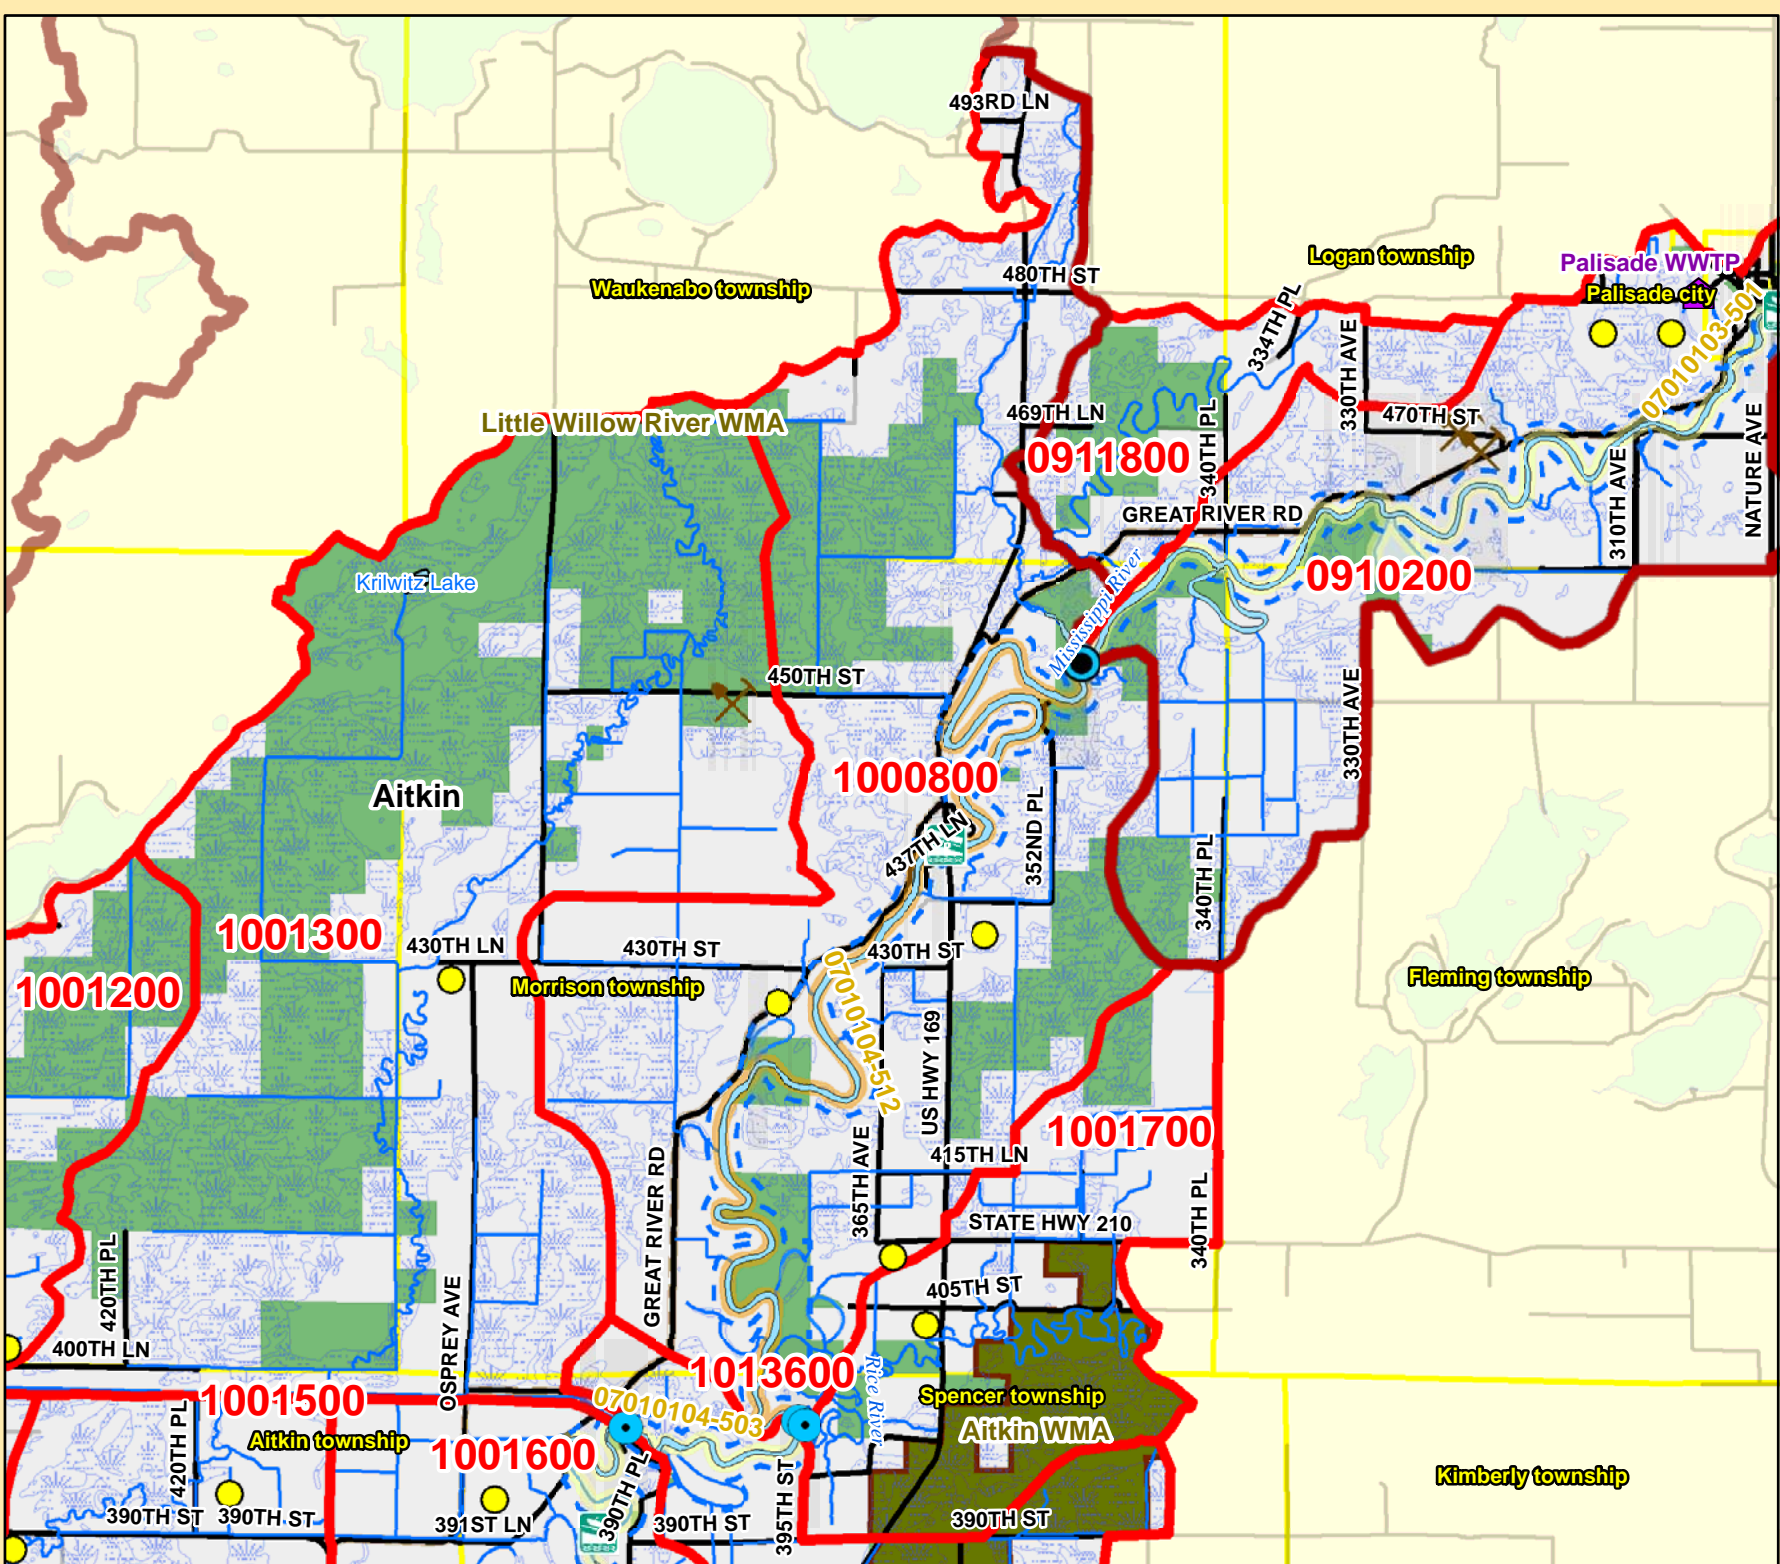 493RD LN
Logan township
Palisade WWTP
480TH ST
Waukenabo township
Palisade city
334TH PL
330TH AVE
07010103-501
469TH LN
470TH ST
Little Willow River WMA
340TH PL
0911800
NATURE AVE
310TH AVE
GREAT RIVER RD
Krilwitz Lake
0910200
Mississippi River
450TH ST
330TH AVE
1000800
Aitkin
437TH LN
352ND PL
340TH PL
1001300
430TH LN
430TH ST
430TH ST
1001200
Morrison township
Fleming township
07010104-512
US HWY 169
1001700
415TH LN
365TH AVE
GREAT RIVER RD
STATE HWY 210
340TH PL
420TH PL
405TH ST
OSPREY AVE
400TH LN
1013600
Rice River
1001500
07010104-503
Spencer township
420TH PL
Aitkin township
Aitkin WMA
1001600
Kimberly township
390TH PL
395TH ST
390TH ST
390TH ST
391ST LN
390TH ST
390TH ST